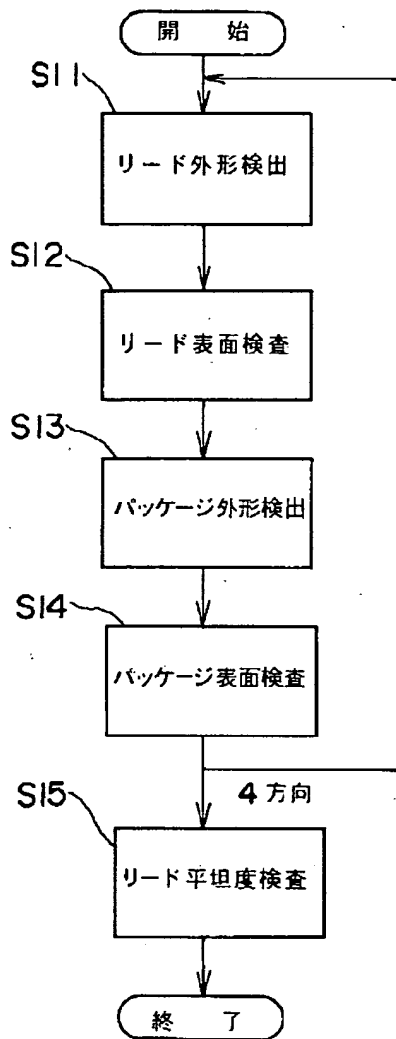 開 始
S11
リード外形検出
S12
リード表面検査
S13
パッケージ外形検出
S14
パッケージ表面検査
4方向
S15
リード平坦度検査
終 了